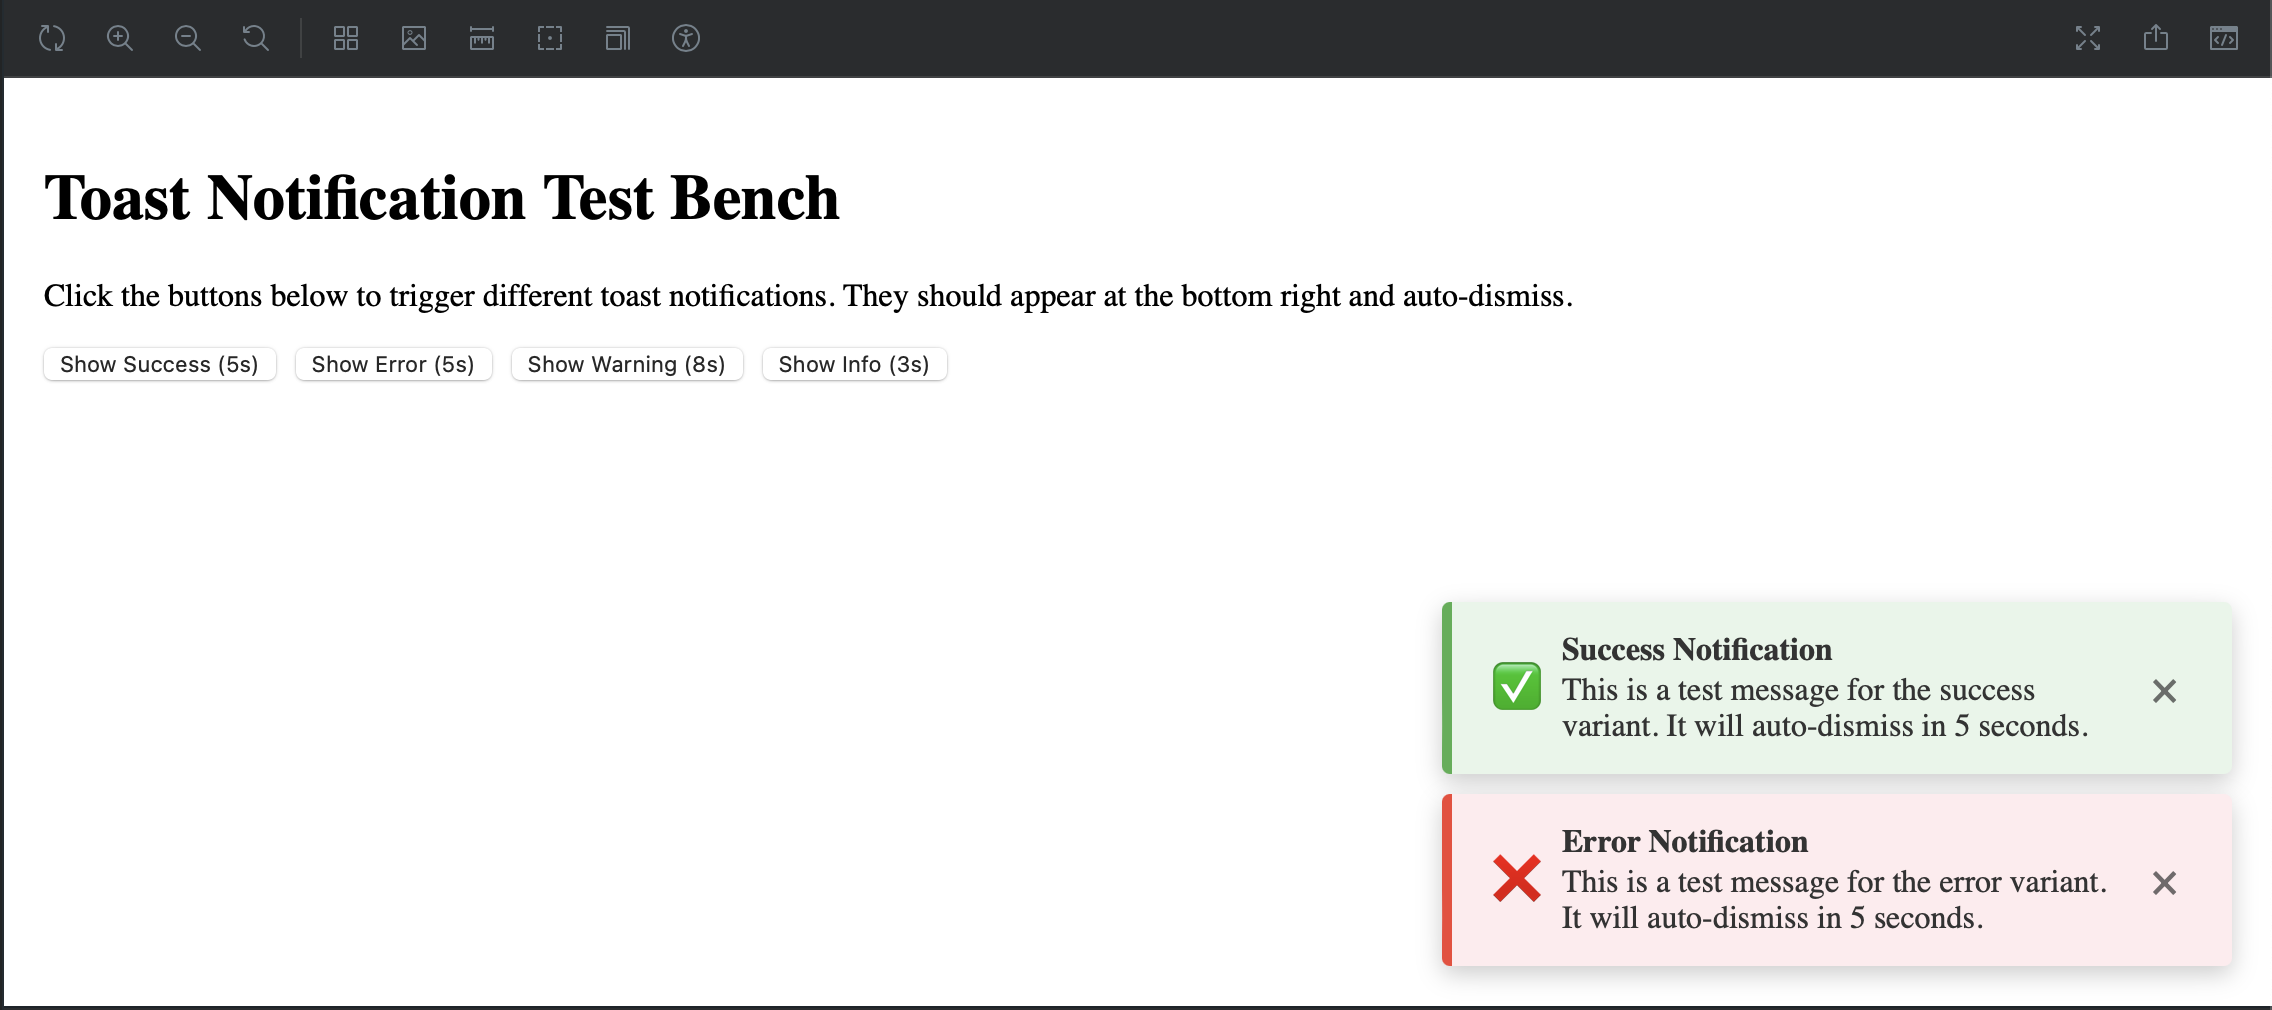 Toast Notification Test Bench
Click the buttons below to trigger different toast notifications. They should appear at the bottom right and auto-dismiss.
Show Success (5s) Show Error (5s) Show Warning (8s) Show Info (3s)
Success Notification
This is a test message for the success
variant. It will auto-dismiss in 5 seconds.
Error Notification
This is a test message for the error variant.
It will auto-dismiss in 5 seconds.